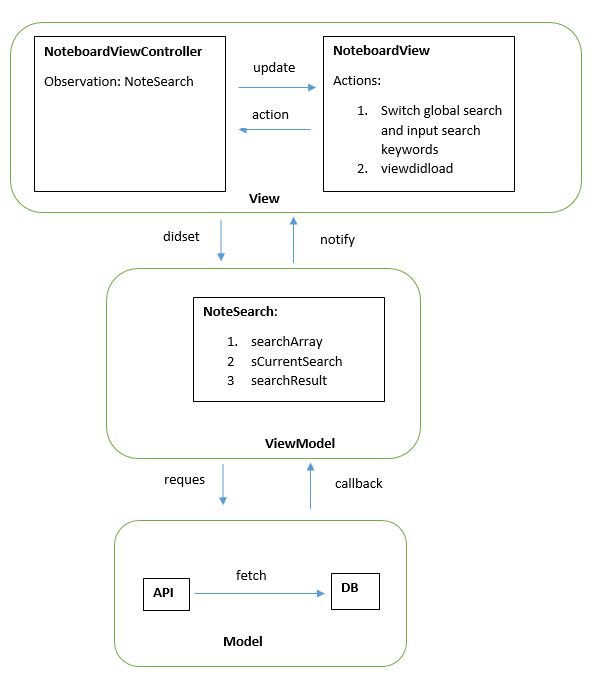 NoteboardViewController
Observation: NoteSearch
update
action
NoteboardView
Actions:
1. Switch global search
and input search
keywords
2. viewdidload
View
didset
notify
NoteSearch:
1. searchArray
2 sCurrentSearch
3 searchResult
ViewModel
reques
callback
API
fetch
DB
Model